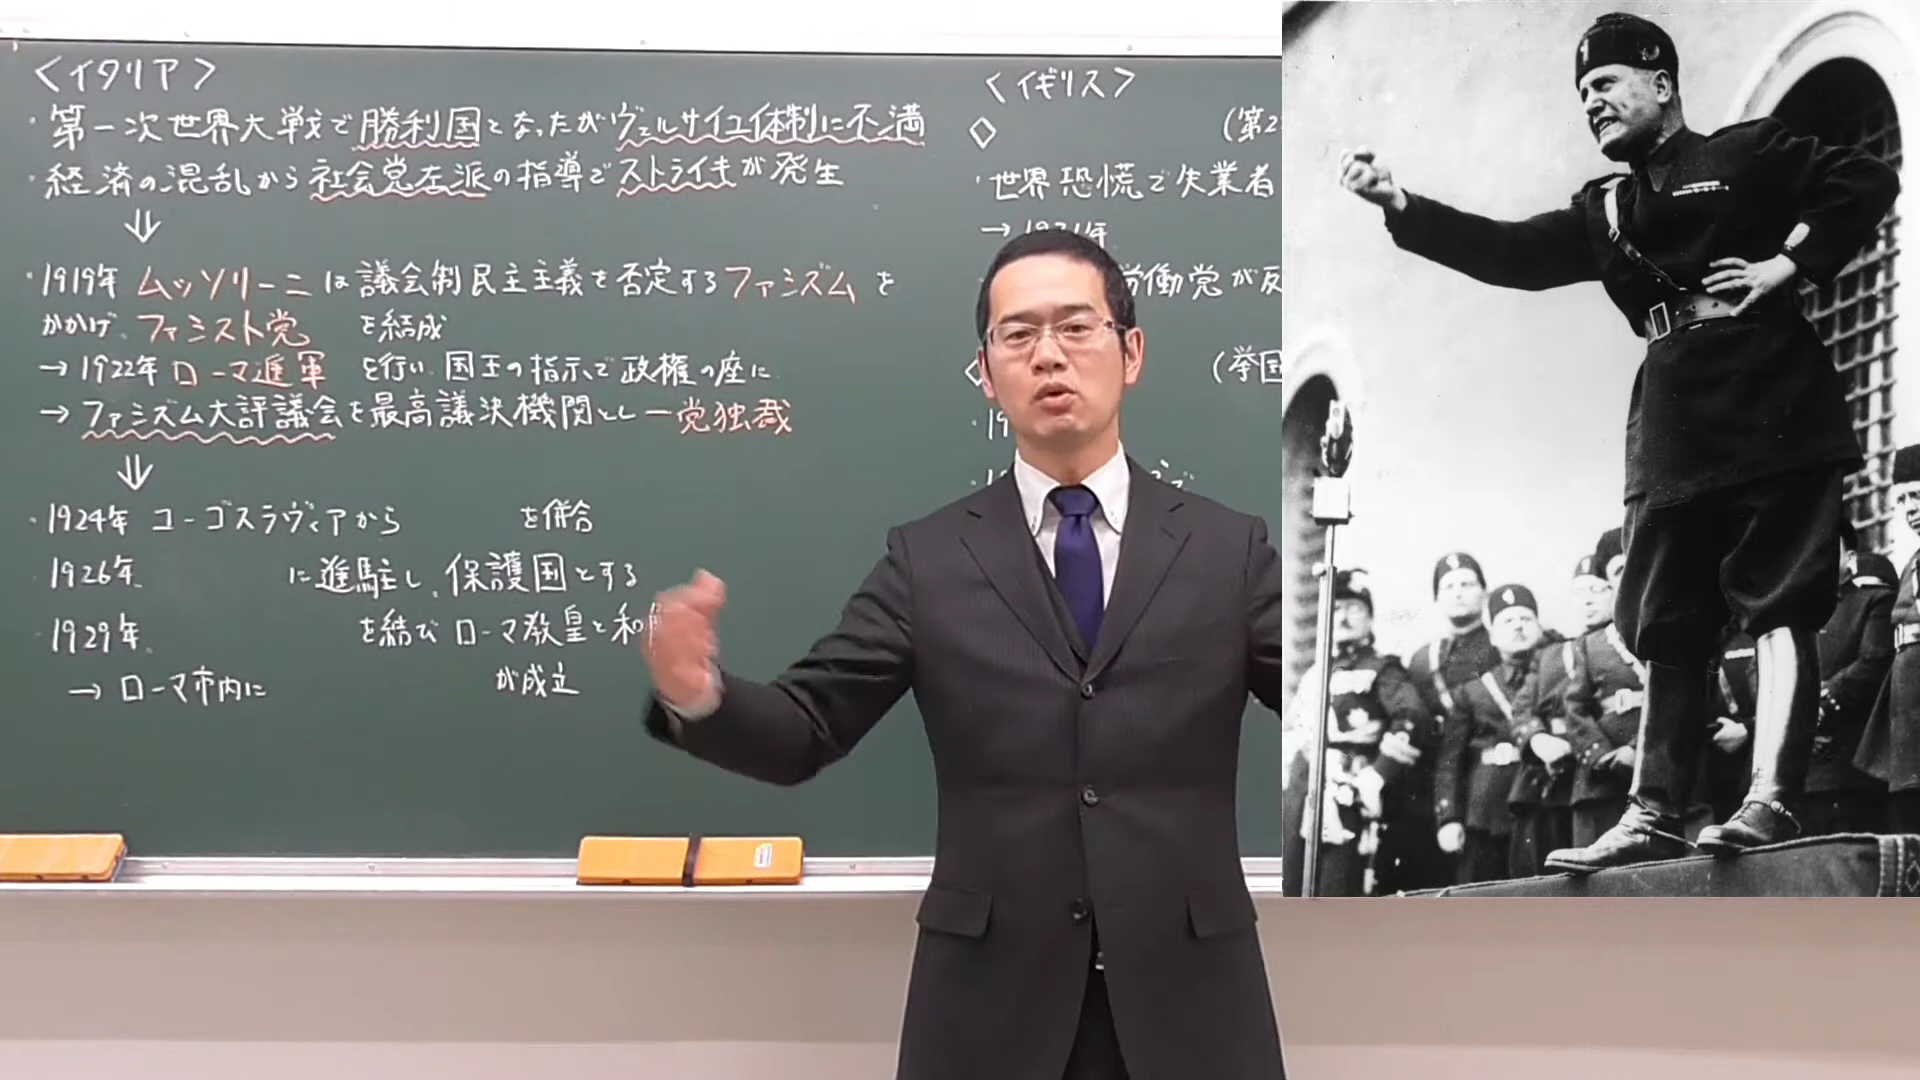 ＜イタリア＞
・第一次世界大戦で勝利国となったがヴェルサイユ体制に不満
・経済の混乱から社会党左派の指導でストライキが発生
⇓
・1919年 ムッソリーニは議会制民主主義を否定するファシズムを
かかげ、ファシスト党 を結成
→1922年 ローマ進軍 を行い国王の指示で政権の座に
→ファシズム大評議会を最高議決機関とし一党独裁
⇓
・1924年 ユーゴスラヴィアから を併合
・1926年、 に進駐し、保護国とする
・1929年、 を結びローマ教皇と和
→ローマ市内に が成立
＜イギリス＞
◇ (第2
・世界恐慌で失業者
→1931年
労働党が反
(挙国